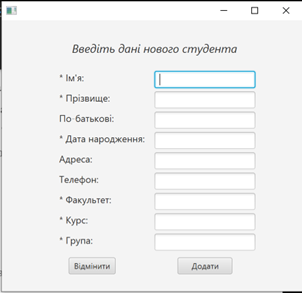 Введіть дані нового студента
* Ім'я:
* Прізвище:
По-батькові:
* Дата народження:
Адреса:
Телефон:
* Факультет:
* Курс:
* Група:
Відмінити Додати